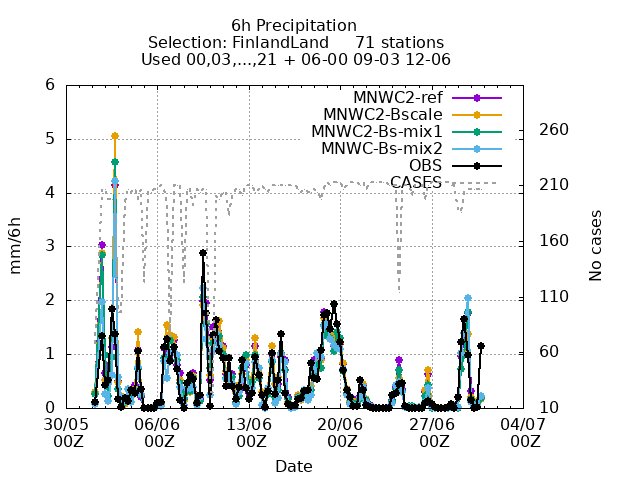 6h Precipitation
Selection: FinlandLand 71 stations
Used 00,03,...,21 + 06-00 09-03 12-06
MNWC2-ref
MNWC2-Bscale
MNWC2-Bs-mix1
MNWC-Bs-mix2
OBS
CASES
mm/6h
6
5
4
3
2
1
0
No cases
260
210
160
110
60
10
30/05 06/06 13/06 20/06 27/06 04/07
00Z 00Z 00Z 00Z 00Z 00Z
Date